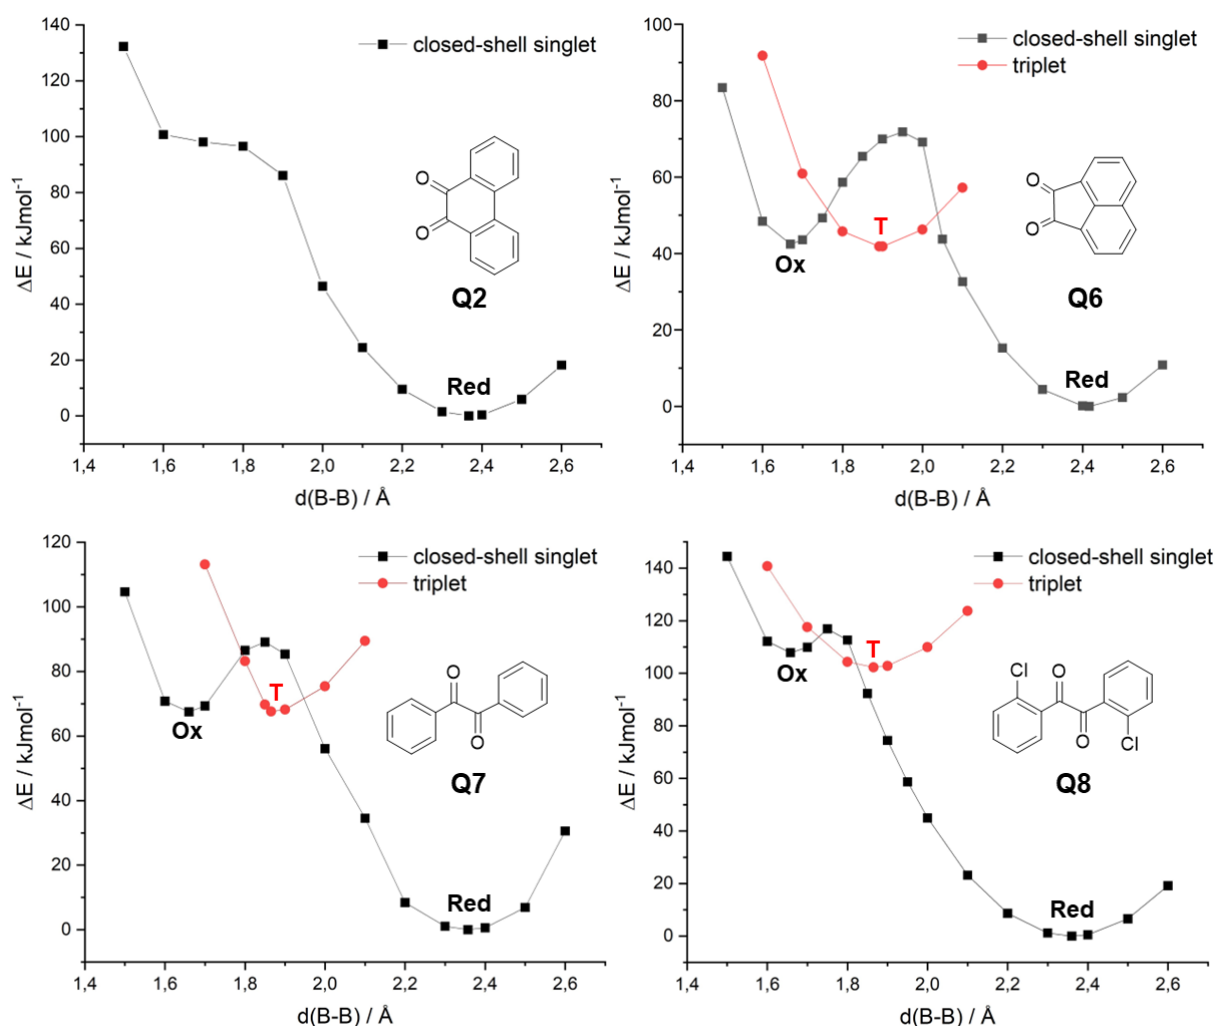 closed-shell singlet
140
120
100
80
60
40
20
0
ΔE / kJmol-1
O
O
Q2
Red
1,4
1,6
1,8
2,0
2,2
2,4
2,6
d(B-B) / Å
closed-shell singlet
triplet
100
80
60
40
20
0
ΔE / kJmol-1
T
Ox
O
O
Q6
Red
1,4
1,6
1,8
2,0
2,2
2,4
2,6
d(B-B) / Å
closed-shell singlet
triplet
120
100
80
60
40
20
0
ΔE / kJmol-1
T
Ox
O
O
Q7
Red
1,4
1,6
1,8
2,0
2,2
2,4
2,6
d(B-B) / Å
closed-shell singlet
triplet
140
120
100
80
60
40
20
0
ΔE / kJmol-1
T
Ox
Cl
O
O
Cl
Q8
Red
1,4
1,6
1,8
2,0
2,2
2,4
2,6
d(B-B) / Å